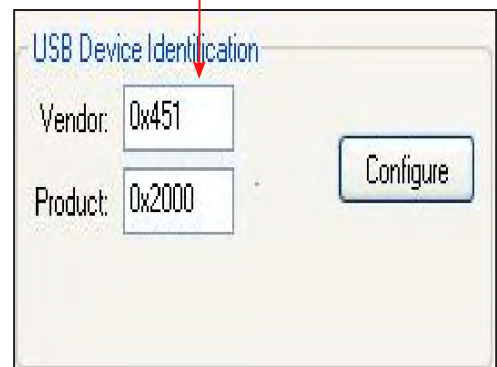 USB Device Identification
Vendor: 0x451
Product: 0x2000
Configure